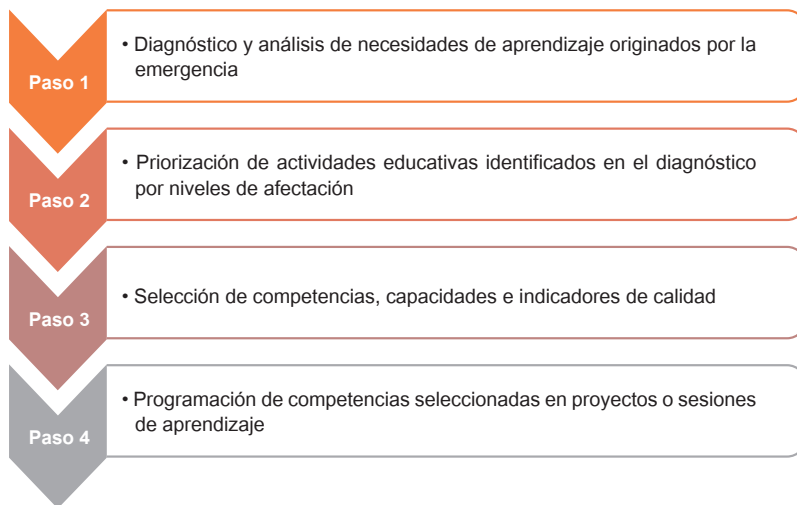 Paso 1
• Diagnóstico y análisis de necesidades de aprendizaje originados por la
emergencia
Paso 2
• Priorización de actividades educativas identificados en el diagnóstico
por niveles de afectación
Paso 3
• Selección de competencias, capacidades e indicadores de calidad
Paso 4
• Programación de competencias seleccionadas en proyectos o sesiones
de aprendizaje